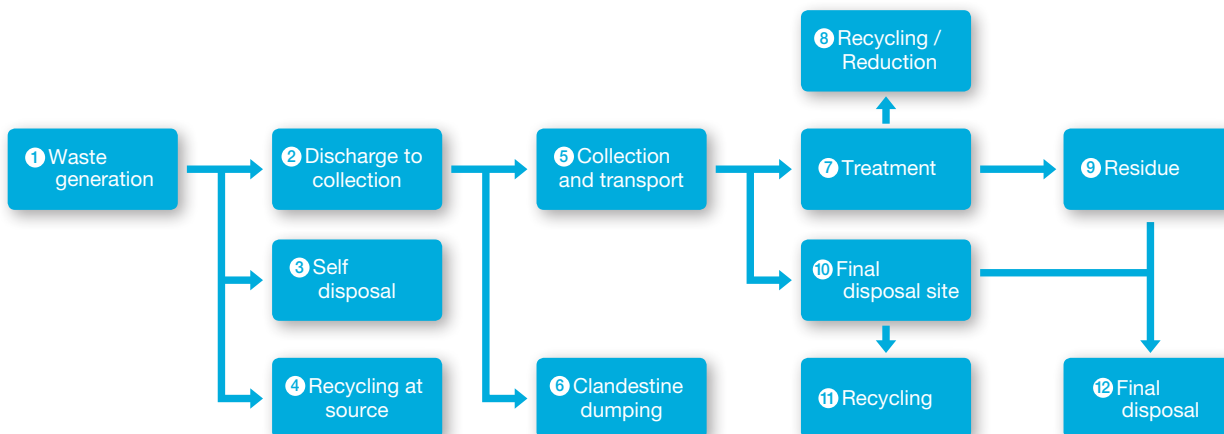 1 Waste
generation
2 Discharge to
collection
3 Self
disposal
4 Recycling at
source
5 Collection
and transport
6 Clandestine
dumping
7 Treatment
8 Recycling /
Reduction
9 Residue
10 Final
disposal site
11 Recycling
12 Final
disposal